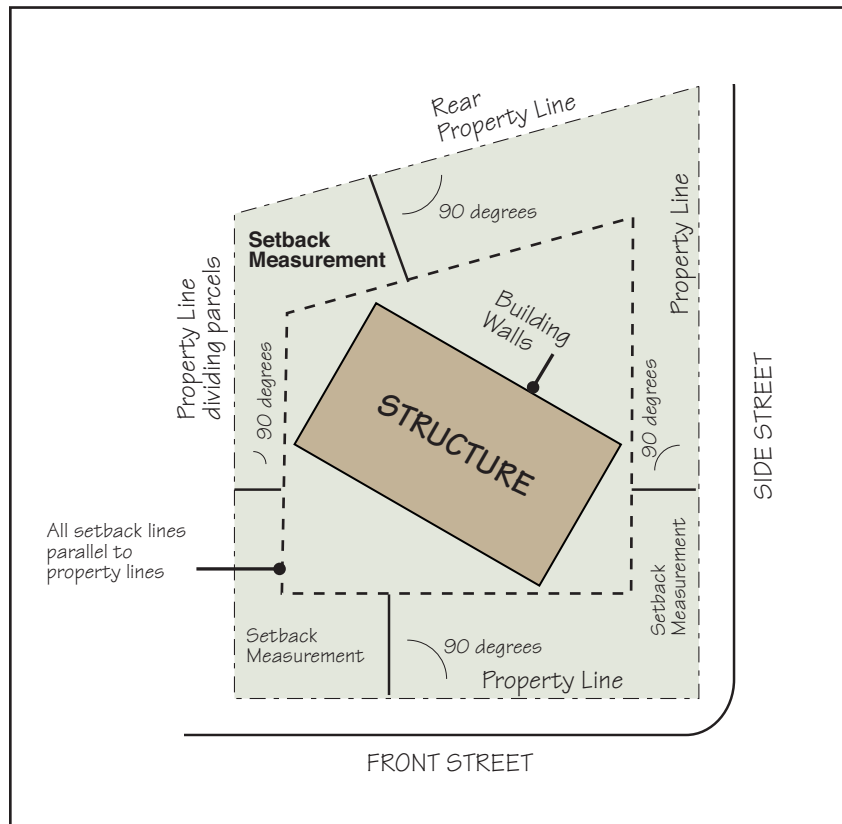 Rear
Property Line
90 degrees
Setback
Measurement
Property Line
Property Line
dividing parcels
Building
Walls
90 degrees
90 degrees
STRUCTURE
SIDE STREET
All setback lines
parallel to
property lines
Setback
Measurement
Setback
Measurement
90 degrees
Property Line
FRONT STREET